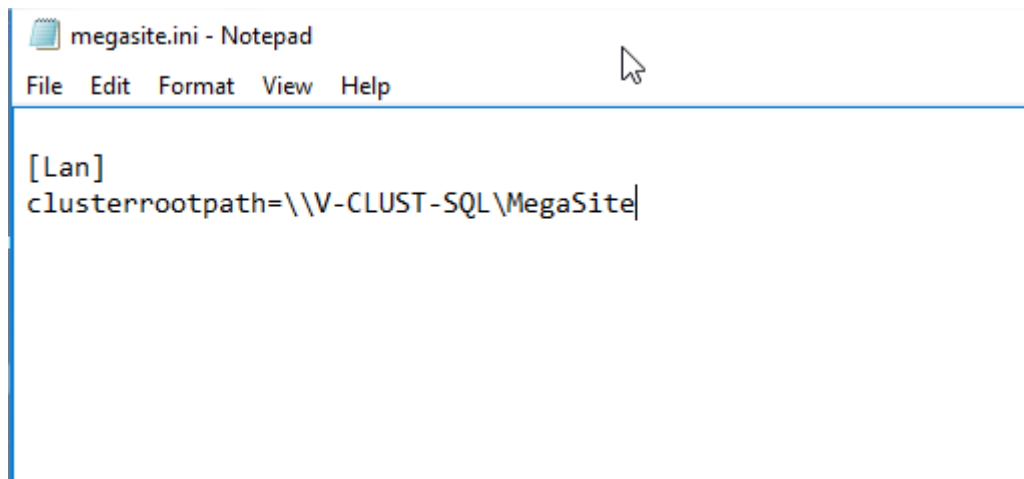 megasite.ini - Notepad
File Edit Format View Help
[Lan]
clusterrootpath=\\V-CLUST-SQL\MegaSite